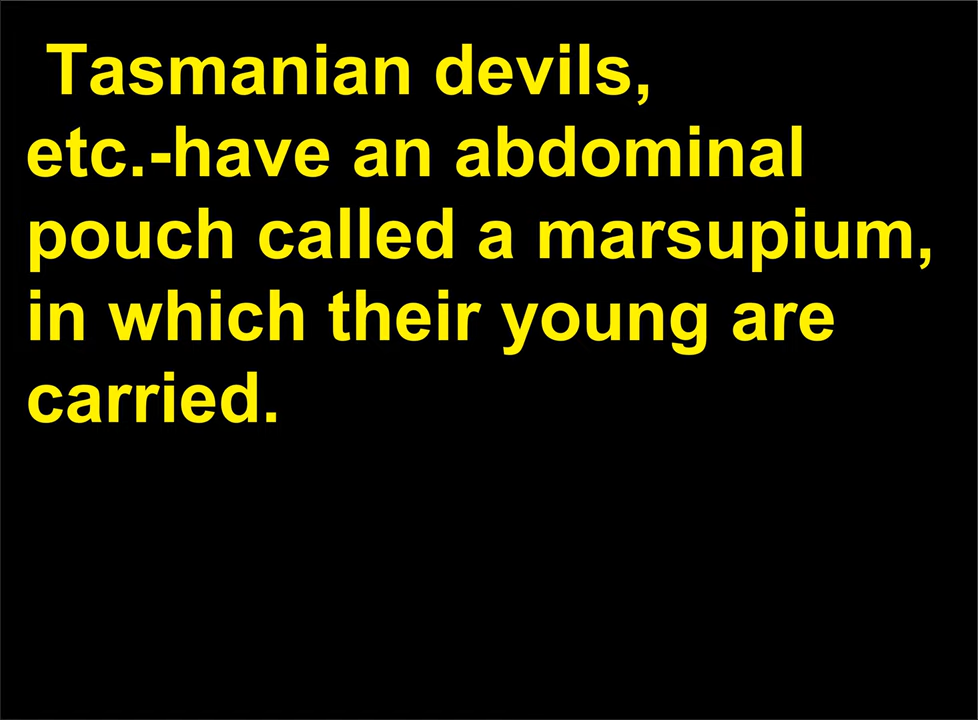 Tasmanian devils,
etc.-have an abdominal
pouch called a marsupium,
in which their young are
carried.